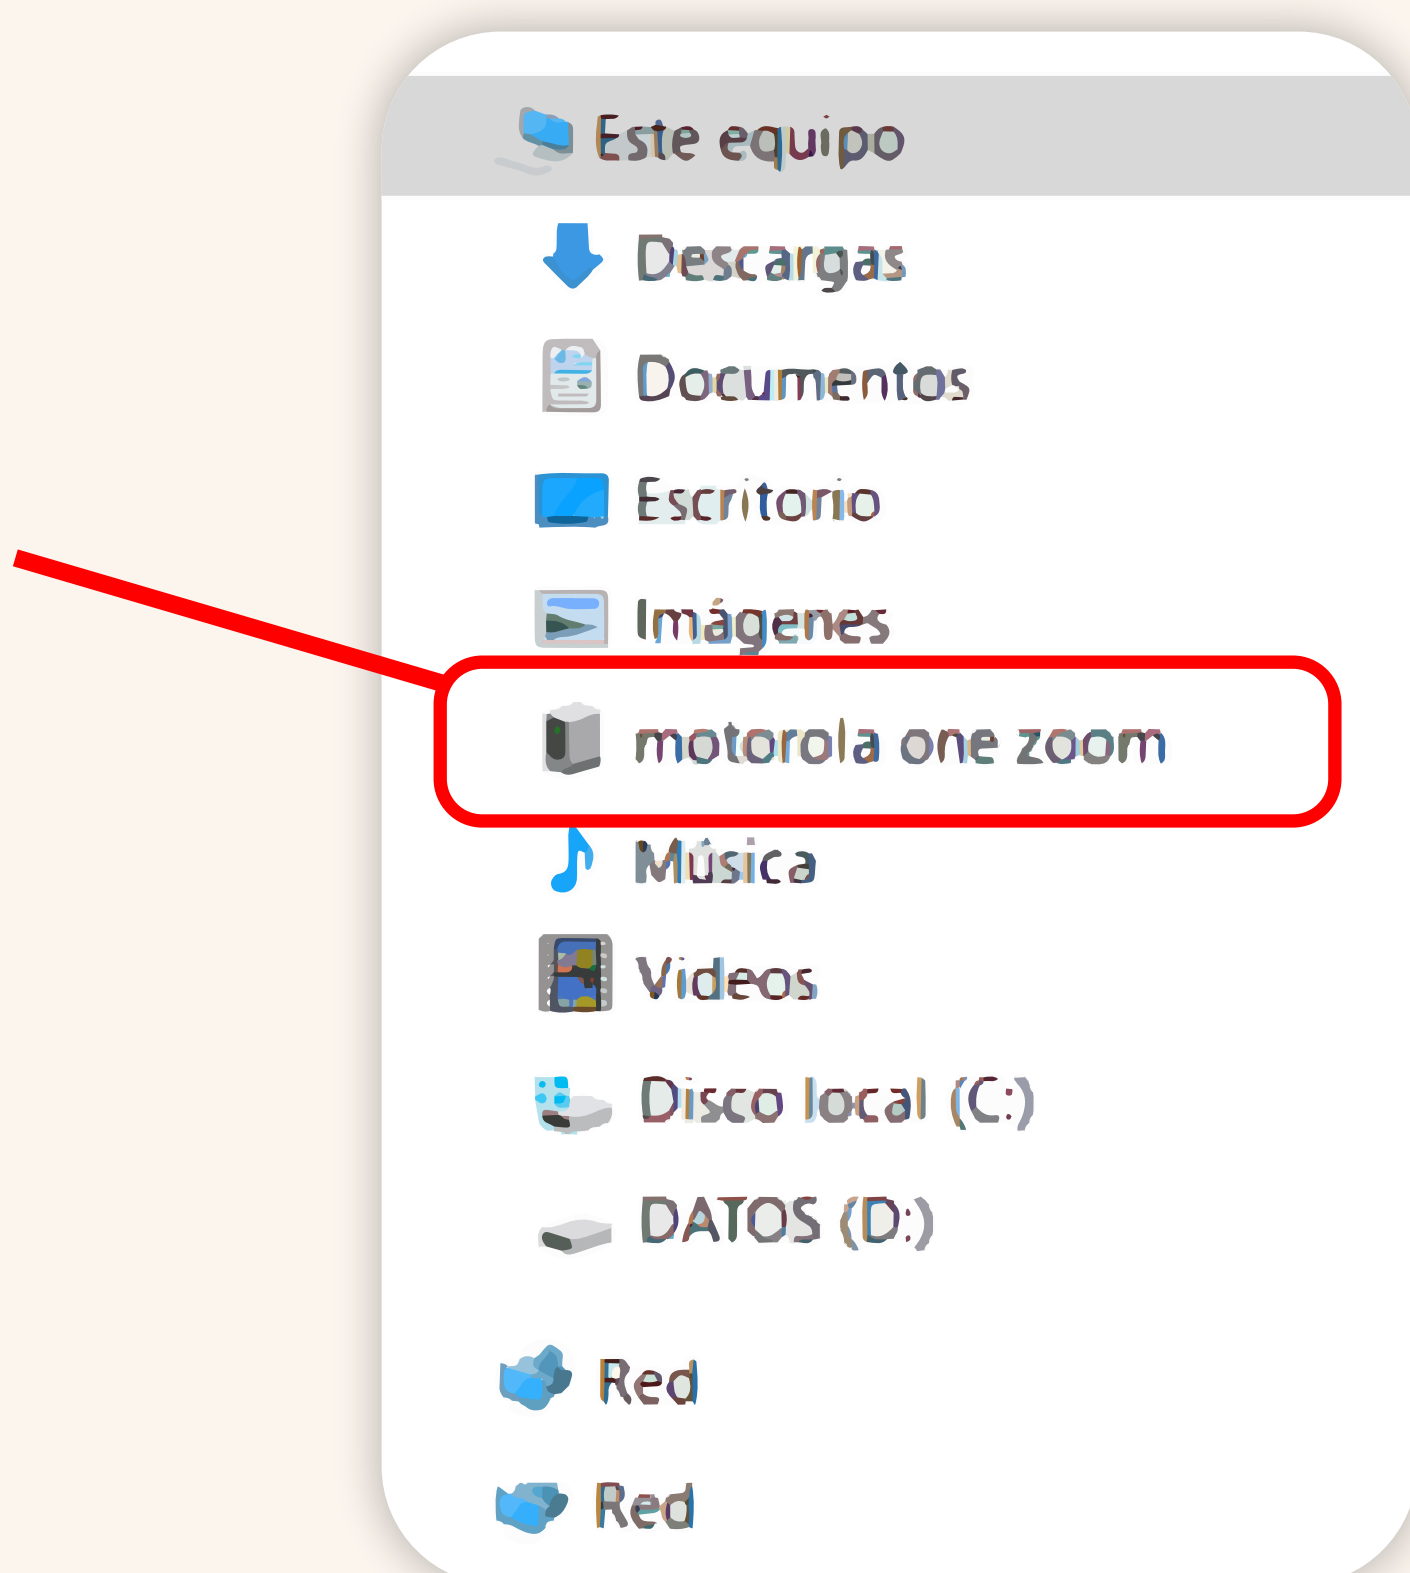 Este equipo
Descargas
Documentos
Escritorio
Imágenes
motorola one zoom
Música
Videos
Disco local (C:)
DATOS (D:)
Red
Red